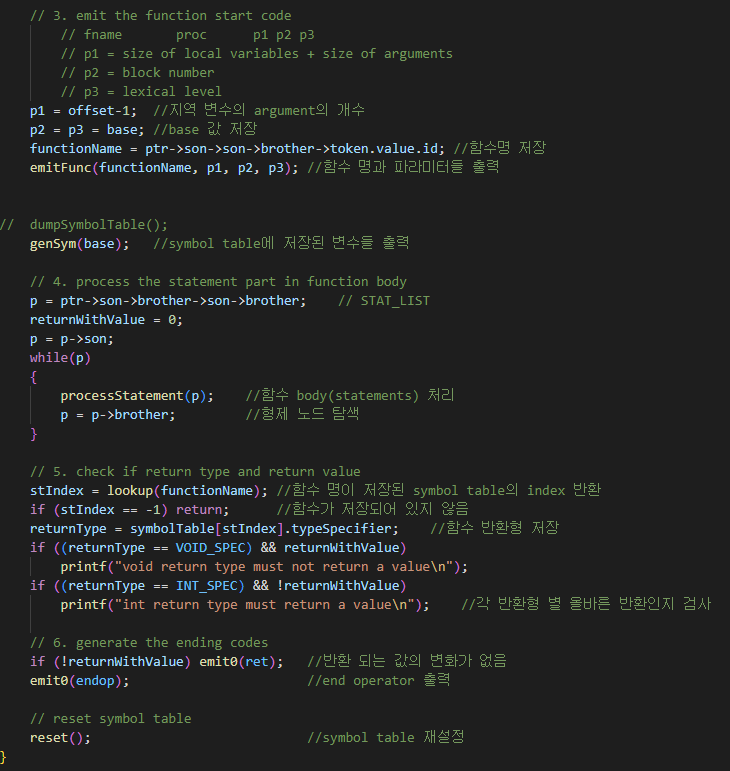 // 3. emit the function start code
// fname       proc      p1 p2 p3
// p1 = size of local variables + size of arguments
// p2 = block number
// p3 = lexical level
p1 = offset-1;  //지역 변수의 argument의 개수
p2 = p3 = base; //base 값 저장
functionName = ptr->son->son->brother->token.value.id; //함수명 저장
emitFunc(functionName, p1, p2, p3); //함수 명과 파라미터들 출력
//  dumpSymbolTable();
genSym(base);   //symbol table에 저장된 변수들 출력
// 4. process the statement part in function body
p = ptr->son->brother->son->brother;    // STAT_LIST
returnWithValue = 0;
p = p->son;
while(p)
{
processStatement(p);    //함수 body(statements) 처리
p = p->brother;         //형제 노드 탐색
}
// 5. check if return type and return value
stIndex = lookup(functionName); //함수 명이 저장된 symbol table의 index 반환
if (stIndex == -1) return;      //함수가 저장되어 있지 않음
returnType = symbolTable[stIndex].typeSpecifier;    //함수 반환형 저장
if ((returnType == VOID_SPEC) && returnWithValue)
printf("void return type must not return a value\n");
if ((returnType == INT_SPEC) && !returnWithValue)
printf("int return type must return a value\n");    //각 반환형 별 올바른 반환인지 검사
// 6. generate the ending codes
if (!returnWithValue) emit0(ret);   //반환 되는 값의 변화가 없음
emit0(endop);                       //end operator 출력
// reset symbol table
reset();                            //symbol table 재설정
}